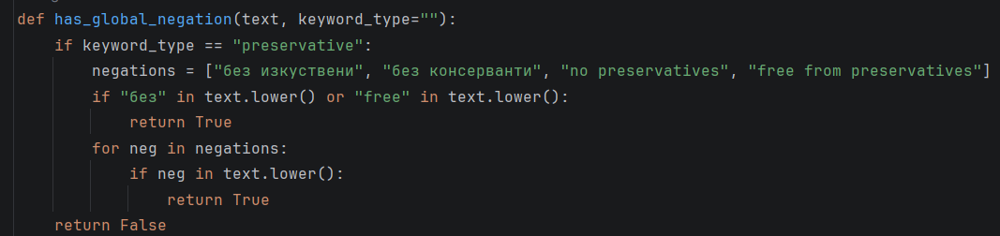 def has_global_negation(text, keyword_type=""):
    if keyword_type == "preservative":
        negations = ["без изкуствени", "без консерванти", "no preservatives", "free from preservatives"]
        if "без" in text.lower() or "free" in text.lower():
            return True
        for neg in negations:
            if neg in text.lower():
                return True
    return False